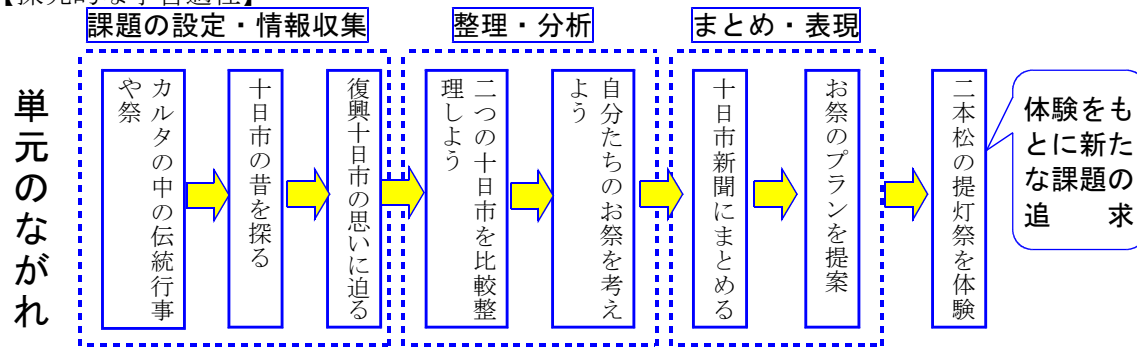 【探究的な学習過程】
課題の設定・情報収集
整理・分析
まとめ・表現
単元のながれ
カルタの中の伝統行事
や祭
十日市の昔を探る
復興十日市の思いに迫る
二つの十日市を比較整
理しよう
自分たちのお祭を考え
よう
十日市新聞にまとめる
お祭のプランを提案
二本松の提灯祭を体験
体験をも
とに新た
な課題の
追求